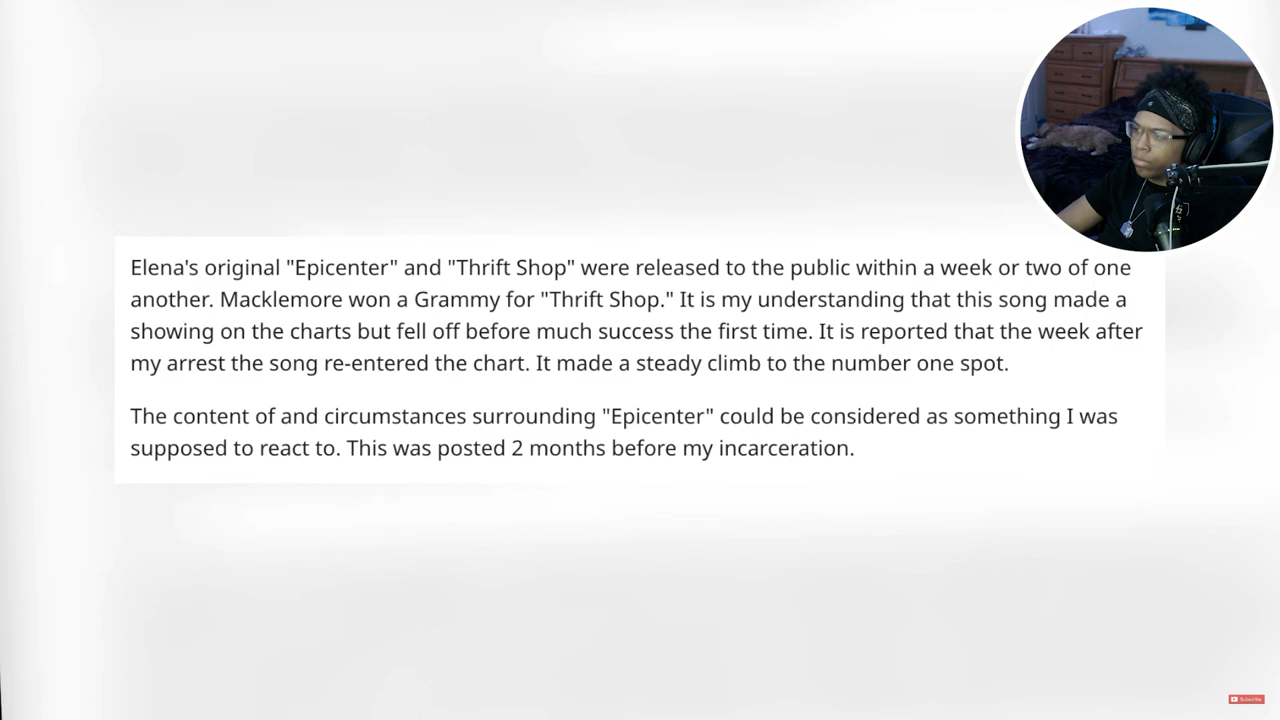 Elena's original "Epicenter" and "Thrift Shop" were released to the public within a week or two of one
another. Macklemore won a Grammy for "Thrift Shop." It is my understanding that this song made a
showing on the charts but fell off before much success the first time. It is reported that the week after
my arrest the song re-entered the chart. It made a steady climb to the number one spot.
The content of and circumstances surrounding "Epicenter" could be considered as something I was
supposed to react to. This was posted 2 months before my incarceration.
Subscribe